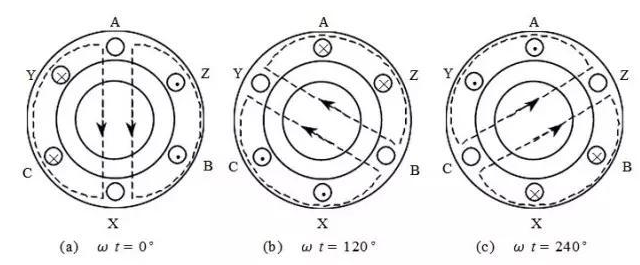 A A A
Y Z Y Z Y Z
C B C B C B
X X X
(a) ω t = 0° (b) ω t = 120° (c) ω t = 240°